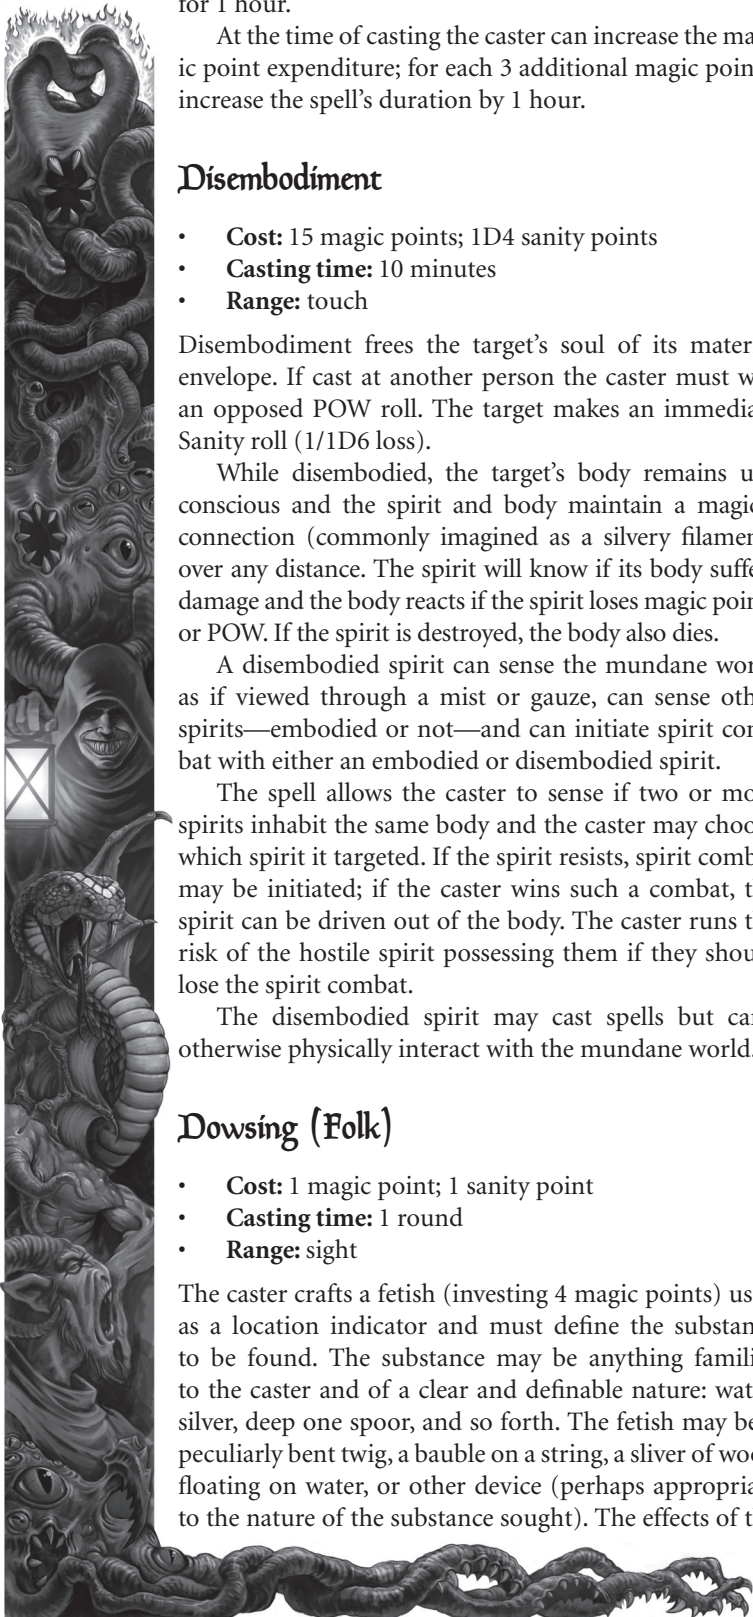 for 1 hour.
At the time of casting the caster can increase the ma
ic point expenditure; for each 3 additional magic poin
increase the spell’s duration by 1 hour.
Disembodiment
• Cost: 15 magic points; 1D4 sanity points
• Casting time: 10 minutes
• Range: touch
Disembodiment frees the target’s soul of its mater
envelope. If cast at another person the caster must w
an opposed POW roll. The target makes an immedia
Sanity roll (1/1D6 loss).
While disembodied, the target’s body remains u
conscious and the spirit and body maintain a magic
connection (commonly imagined as a silvery filamen
over any distance. The spirit will know if its body suffe
damage and the body reacts if the spirit loses magic poin
or POW. If the spirit is destroyed, the body also dies.
A disembodied spirit can sense the mundane wor
as if viewed through a mist or gauze, can sense oth
spirits—embodied or not—and can initiate spirit com
bat with either an embodied or disembodied spirit.
The spell allows the caster to sense if two or mo
spirits inhabit the same body and the caster may choo
which spirit it targeted. If the spirit resists, spirit comb
may be initiated; if the caster wins such a combat, t
spirit can be driven out of the body. The caster runs t
risk of the hostile spirit possessing them if they shou
lose the spirit combat.
The disembodied spirit may cast spells but can
otherwise physically interact with the mundane world.
Dowsing (Folk)
• Cost: 1 magic point; 1 sanity point
• Casting time: 1 round
• Range: sight
The caster crafts a fetish (investing 4 magic points) us
as a location indicator and must define the substan
to be found. The substance may be anything famili
to the caster and of a clear and definable nature: wat
silver, deep one spoor, and so forth. The fetish may be
peculiarly bent twig, a bauble on a string, a sliver of woo
floating on water, or other device (perhaps appropria
to the nature of the substance sought). The effects of t